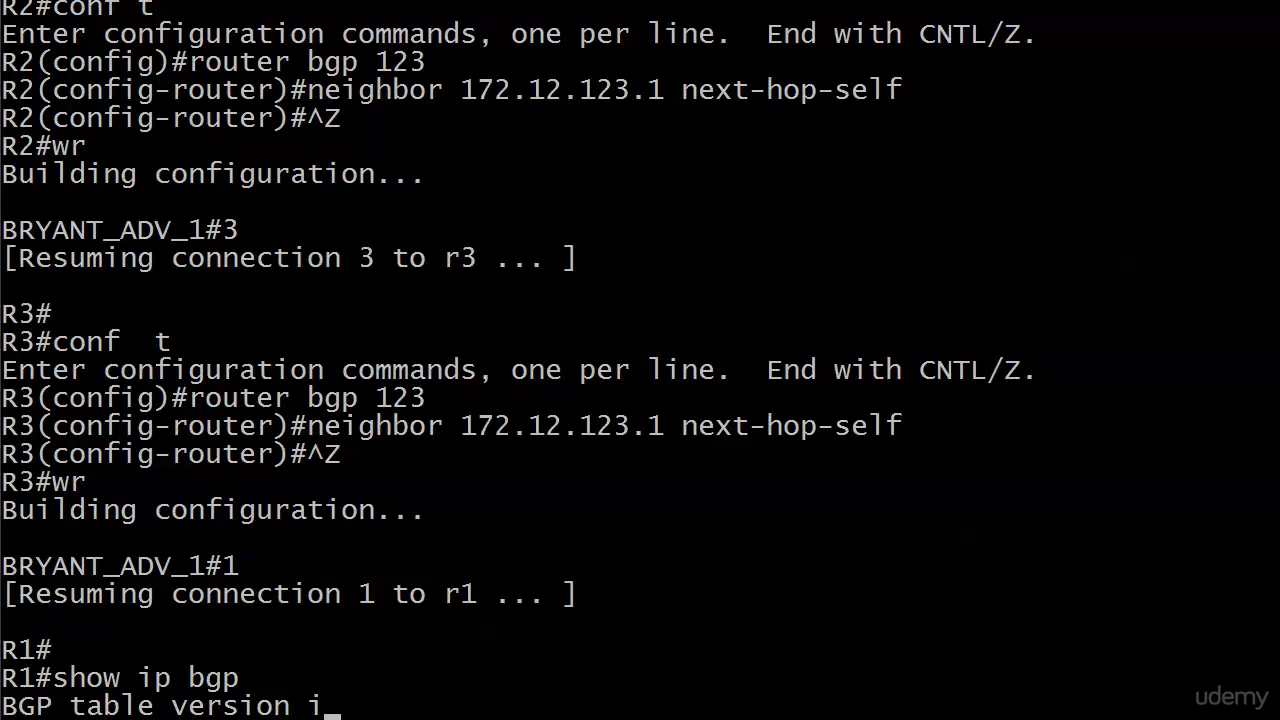 R2#conf t
Enter configuration commands, one per line.  End with CNTL/Z.
R2(config)#router bgp 123
R2(config-router)#neighbor 172.12.123.1 next-hop-self
R2(config-router)#^Z
R2#wr
Building configuration...
BRYANT_ADV_1#3
[Resuming connection 3 to r3 ... ]
R3#
R3#conf  t
Enter configuration commands, one per line.  End with CNTL/Z.
R3(config)#router bgp 123
R3(config-router)#neighbor 172.12.123.1 next-hop-self
R3(config-router)#^Z
R3#wr
Building configuration...
BRYANT_ADV_1#1
[Resuming connection 1 to r1 ... ]
R1#
R1#show ip bgp
BGP table version i
udemy